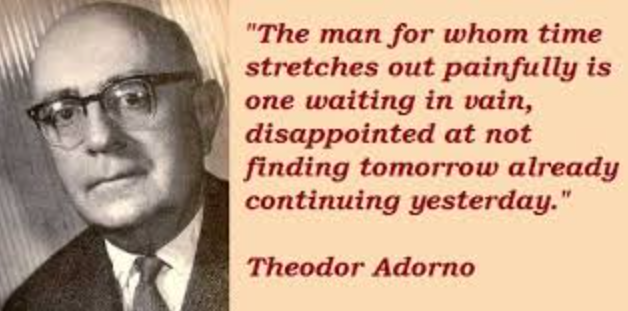 "The man for whom time
stretches out painfully is
one waiting in vain,
disappointed at not
finding tomorrow already
continuing yesterday."
Theodor Adorno